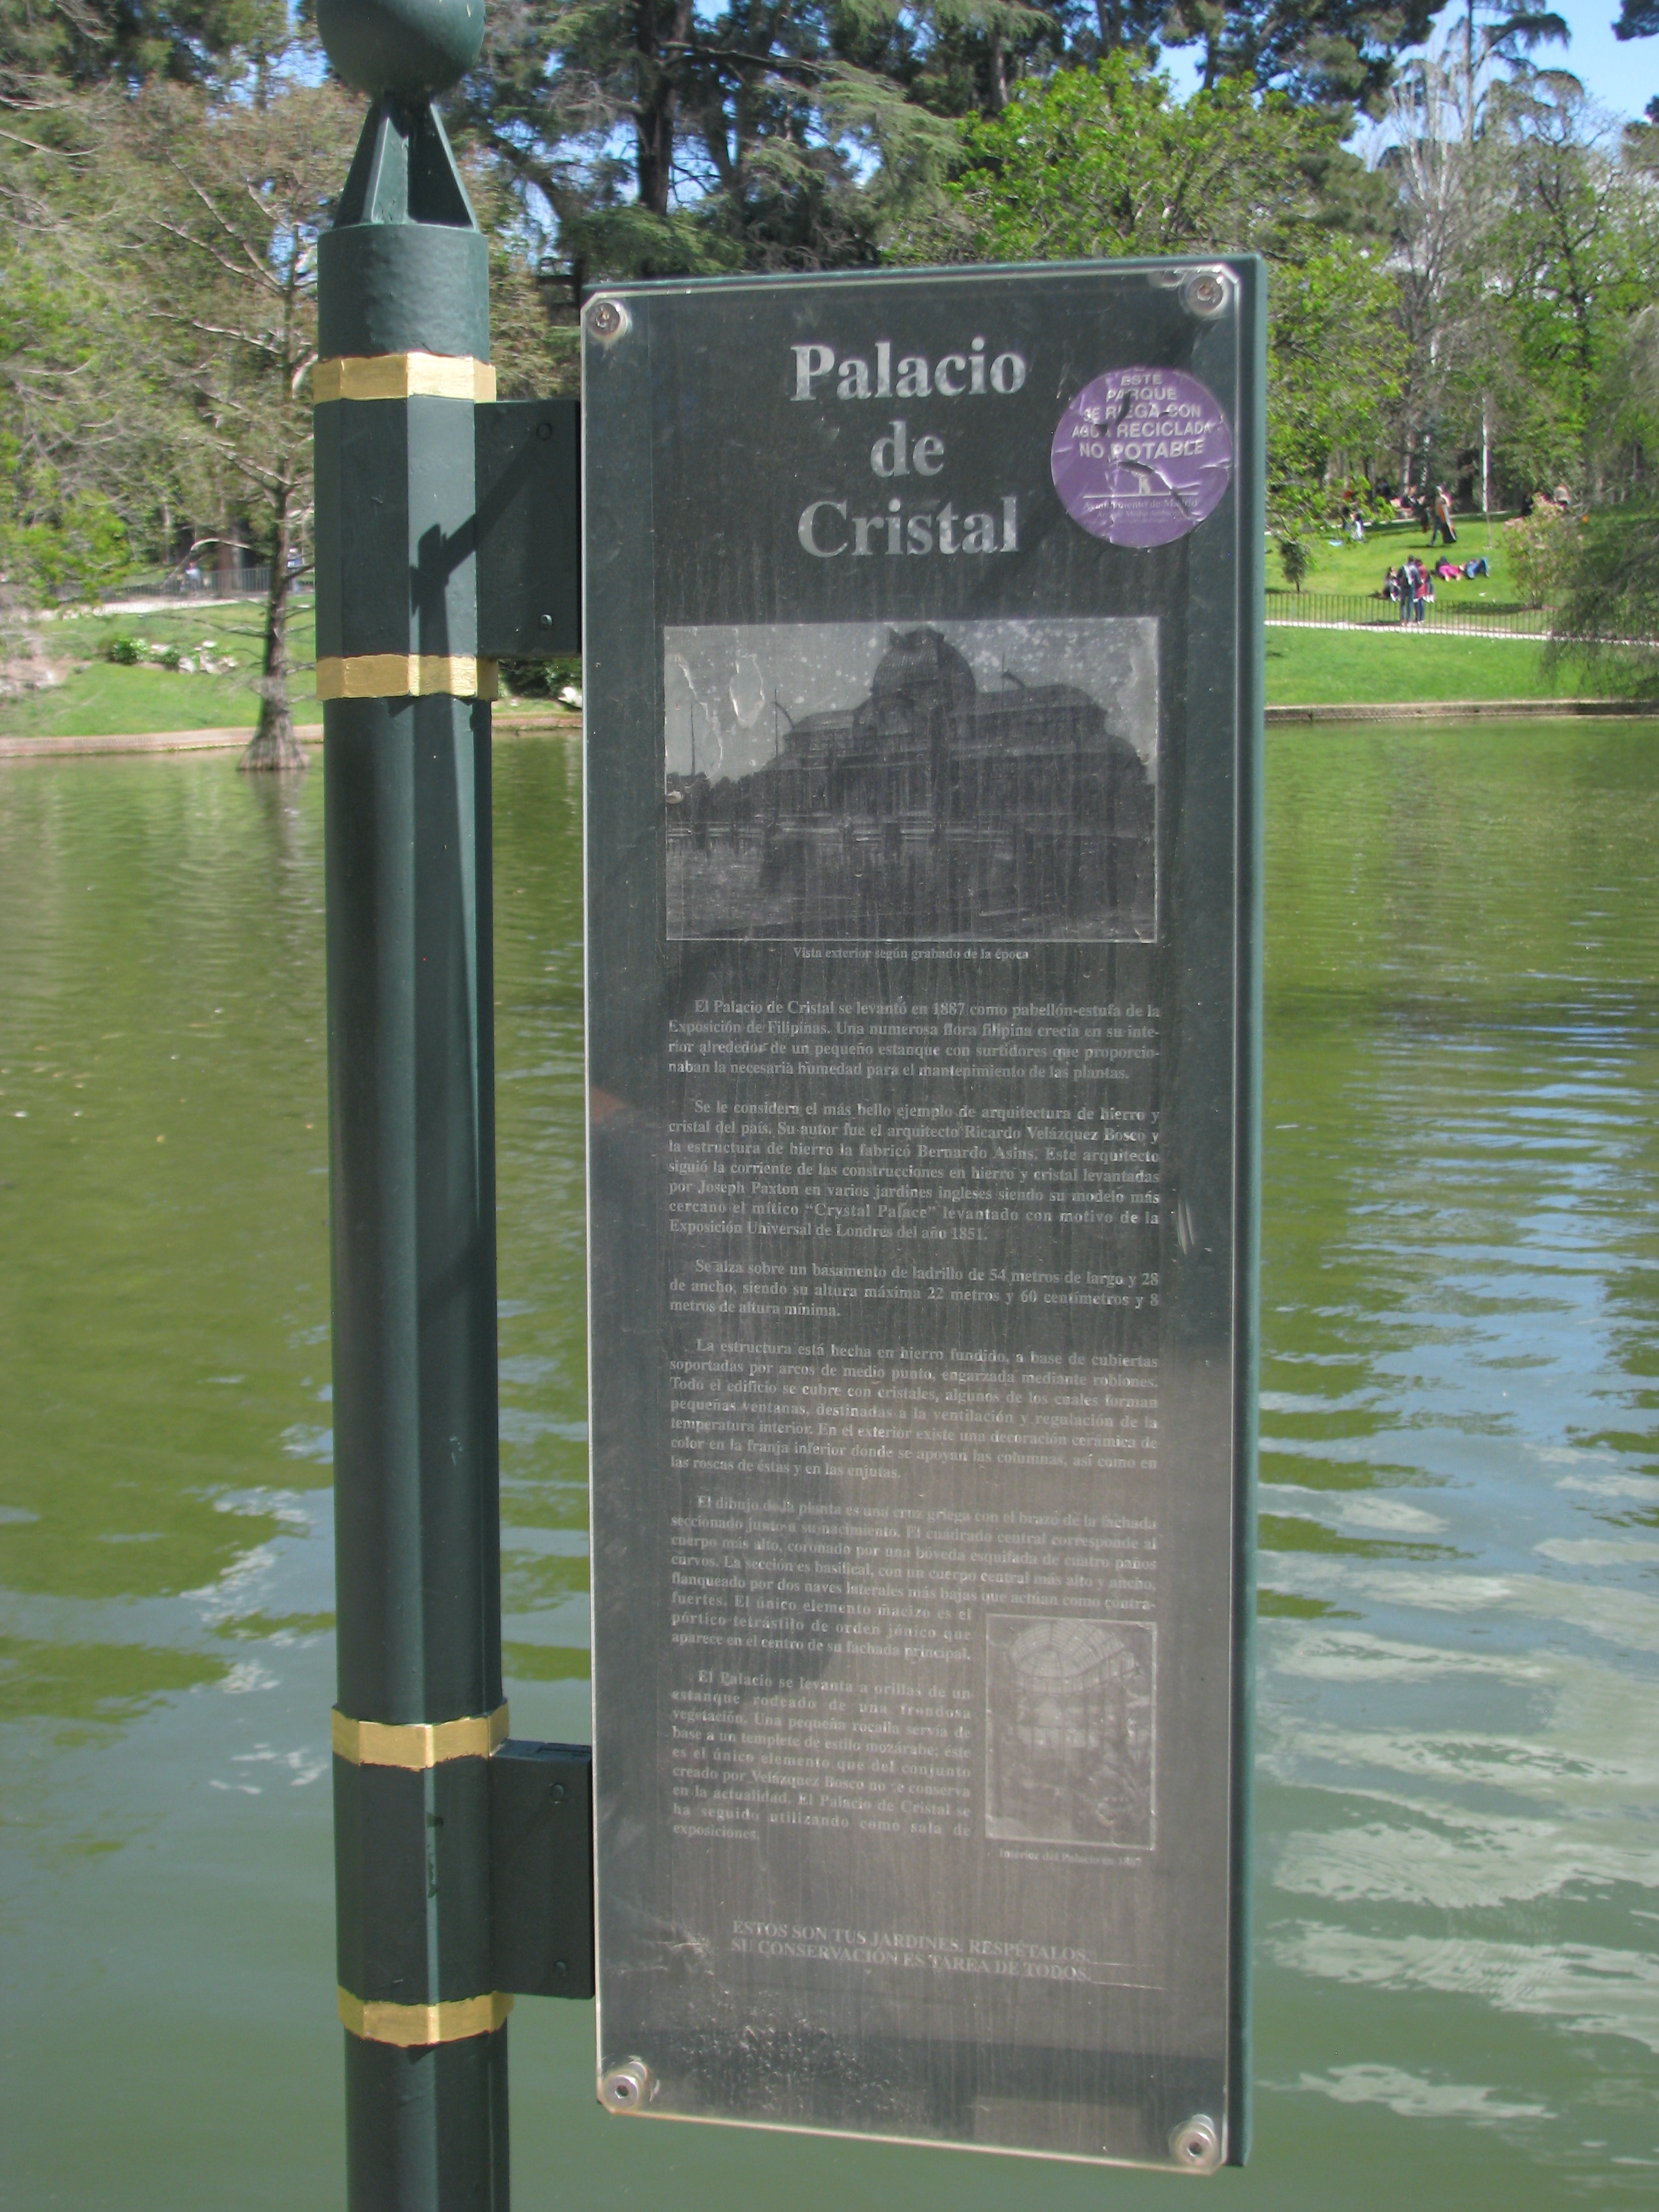 Palacio
de
Cristal
ESTE
PARQUE
SE RIEGA CON
AGUA RECICLADA
NO POTABLE
Ayuntamiento de Madrid
Vista exterior según grabado de la época
El Palacio de Cristal se levantó en 1887 como pabellón-estufa de la
Exposición de Filipinas. Una numerosa flora filipina crecía en su inte-
rior alrededor de un pequeño estanque con surtidores que proporcio-
naban la necesaria humedad para el mantenimiento de las plantas.
Se le considera el más bello ejemplo de arquitectura de hierro y
cristal del país. Su autor fue el arquitecto Ricardo Velázquez Bosco y
la estructura de hierro la fabricó Bernardo Asins. Este arquitecto
siguió la corriente de las construcciones en hierro y cristal levantadas
por Joseph Paxton en varios jardines ingleses siendo su modelo más
cercano el mítico “Crystal Palace” levantado con motivo de la
Exposición Universal de Londres del año 1851.
Se alza sobre un basamento de ladrillo de 54 metros de largo y 28
de ancho, siendo su altura máxima 22 metros y 60 centímetros y 8
metros de altura mínima.
La estructura está hecha en hierro fundido, a base de cubiertas
soportadas por arcos de medio punto, engarzada mediante roblones.
Todo el edificio se cubre con cristales, algunos de los cuales forman
pequeñas ventanas, destinadas a la ventilación y regulación de la
temperatura interior. En el exterior existe una decoración cerámica de
color en la franja inferior donde se apoyan las columnas, así como en
las roscas de éstas y en las enjutas.
El dibujo de la planta es una cruz griega con el brazo de la fachada
seccionado junto a su nacimiento. El cuadrado central corresponde al
cuerpo más alto, coronado por una bóveda esquifada de cuatro paños
curvos. La sección es basilical, con un cuerpo central más alto y ancho,
flanqueado por dos naves laterales más bajas que actúan como contra-
fuertes. El único elemento macizo es el
pórtico tetrástilo de orden jónico que
aparece en el centro de su fachada principal.
El Palacio se levanta a orillas de un
estanque rodeado de una frondosa
vegetación. Una pequeña rocalla servía de
base a un templete de estilo mozárabe; éste
es el único elemento que del conjunto
creado por Velázquez Bosco no se conserva
en la actualidad. El Palacio de Cristal se
ha seguido utilizando como sala de
exposiciones.
Interior del Palacio en 1887
ESTOS SON TUS JARDINES. RESPÉTALOS.
SU CONSERVACIÓN ES TAREA DE TODOS.